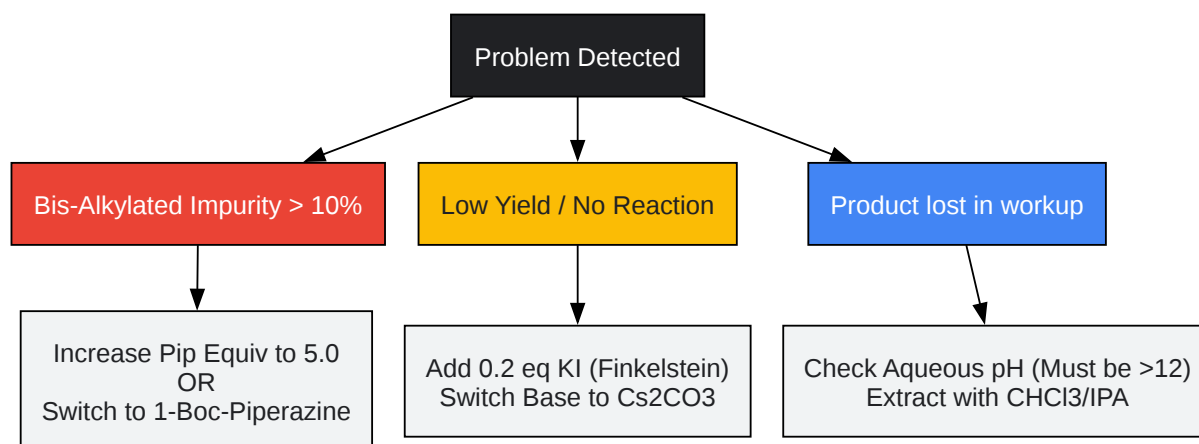 Problem Detected
Bis-Alkylated Impurity > 10%
Low Yield / No Reaction
Product lost in workup
Increase Pip Equiv to 5.0
OR
Switch to 1-Boc-Piperazine
Add 0.2 eq KI (Finkelstein)
Switch Base to Cs2CO3
Check Aqueous pH (Must be >12)
Extract with CHCl3/IPA